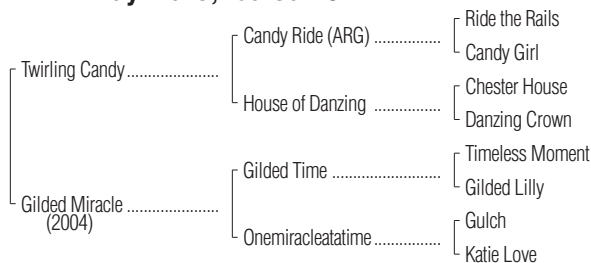 Ride the Rails
Candy Ride (ARG) ................
Candy Girl
Twirling Candy ......................
Chester House
House of Danzing ................
Danzing Crown
Timeless Moment
Gilded Time ..........................
Gilded Lilly
Gilded Miracle ......................
(2004)
Gulch
Onemiracleatatime ................
Katie Love